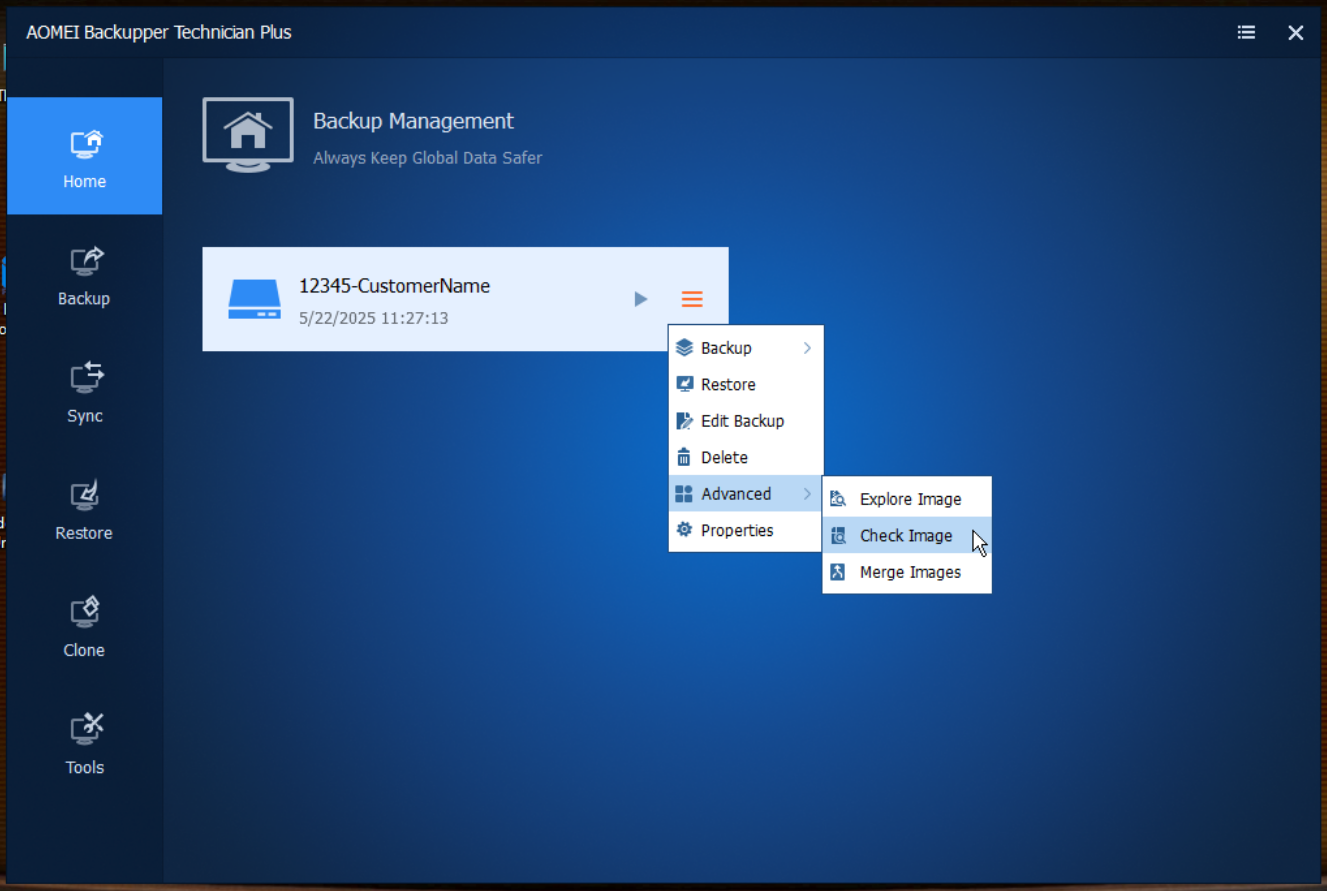 AOMEI Backupper Technician Plus
Home
Backup
Sync
Restore
Clone
Tools
Backup Management
Always Keep Global Data Safer
12345-CustomerName
5/22/2025 11:27:13
Backup
Restore
Edit Backup
Delete
Advanced
Properties
Explore Image
Check Image
Merge Images